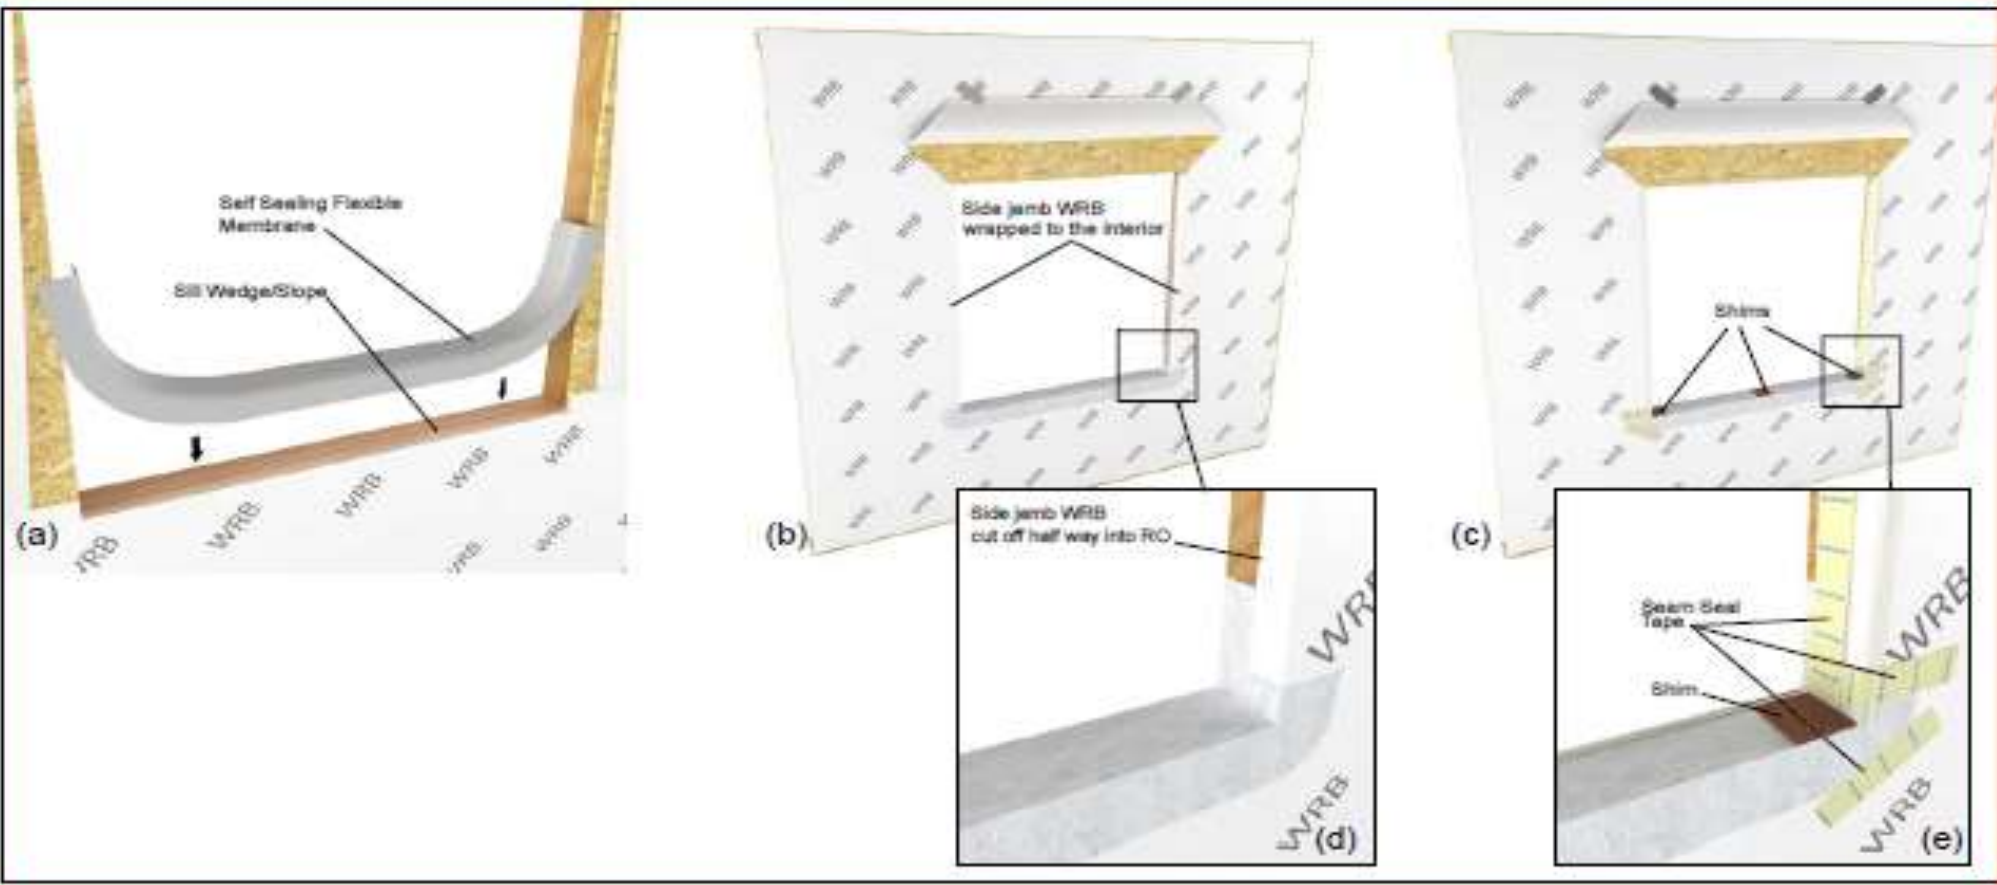 Self Sealing Flexible
Membrane
Sill Wedge/Slope
WRB
WRB
WRB
WRB
WRB
WRB
WRB
(a)
Side jamb WRB
wrapped to the interior
(b)
Side jamb WRB
cut off half way into RO
WRB
WRB
(d)
Shims
(c)
Seam Seal
Tape
Shim
WRB
WRB
(e)